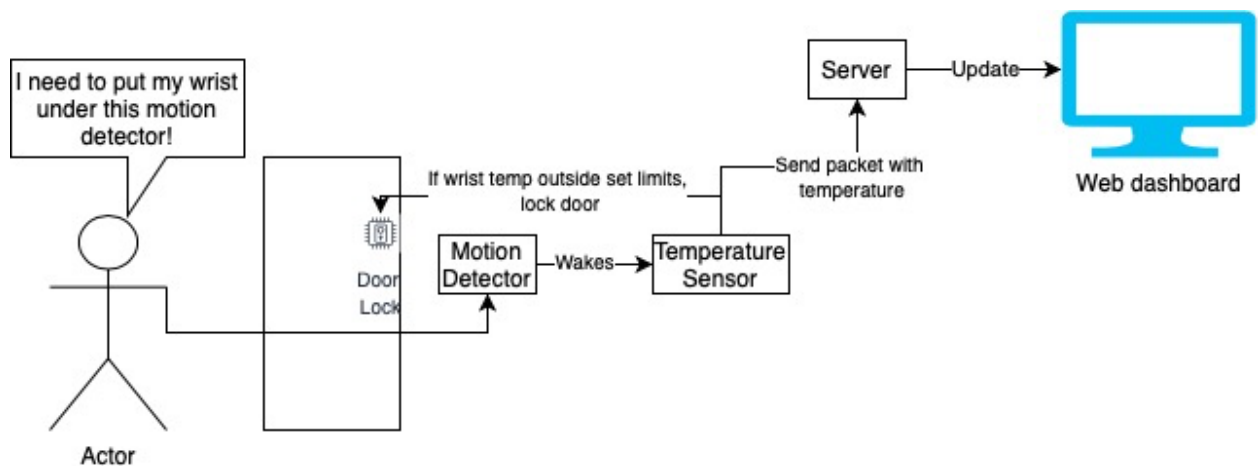 I need to put my wrist
under this motion
detector!
Actor
Door
Lock
If wrist temp outside set limits,
lock door
Motion
Detector
Wakes
Temperature
Sensor
Send packet with
temperature
Server
Update
Web dashboard